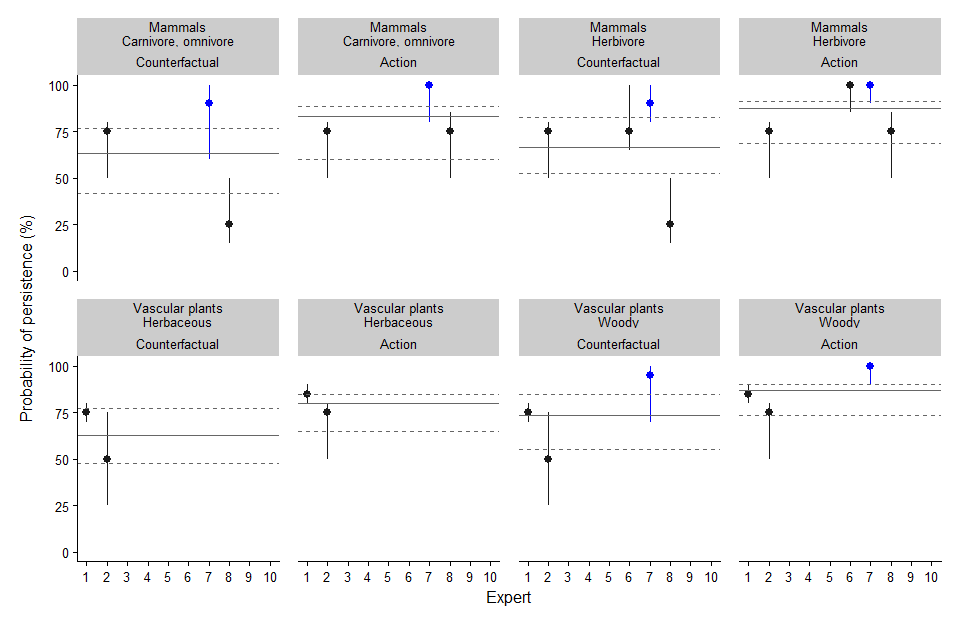 Mammals
Carnivore, omnivore
Counterfactual
Mammals
Carnivore, omnivore
Action
Mammals
Herbivore
Counterfactual
Mammals
Herbivore
Action
100
75
50
25
0
Probability of persistence (%)
Vascular plants
Herbaceous
Counterfactual
Vascular plants
Herbaceous
Action
Vascular plants
Woody
Counterfactual
Vascular plants
Woody
Action
100
75
50
25
0
1 2 3 4 5 6 7 8 9 10
1 2 3 4 5 6 7 8 9 10
1 2 3 4 5 6 7 8 9 10
1 2 3 4 5 6 7 8 9 10
Expert